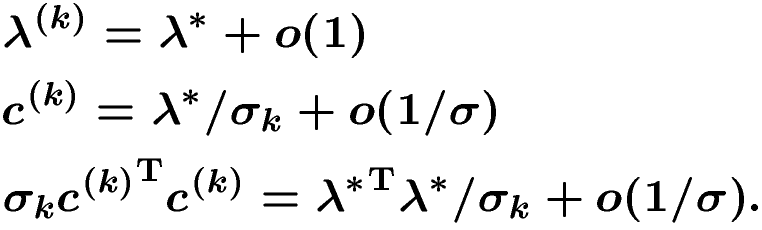 λ^{(k)} = λ^* + o(1)
c^{(k)} = λ^*/σ_k + o(1/σ)
σ_k c^{(k)^T} c^{(k)} = λ^{*T} λ^*/σ_k + o(1/σ).